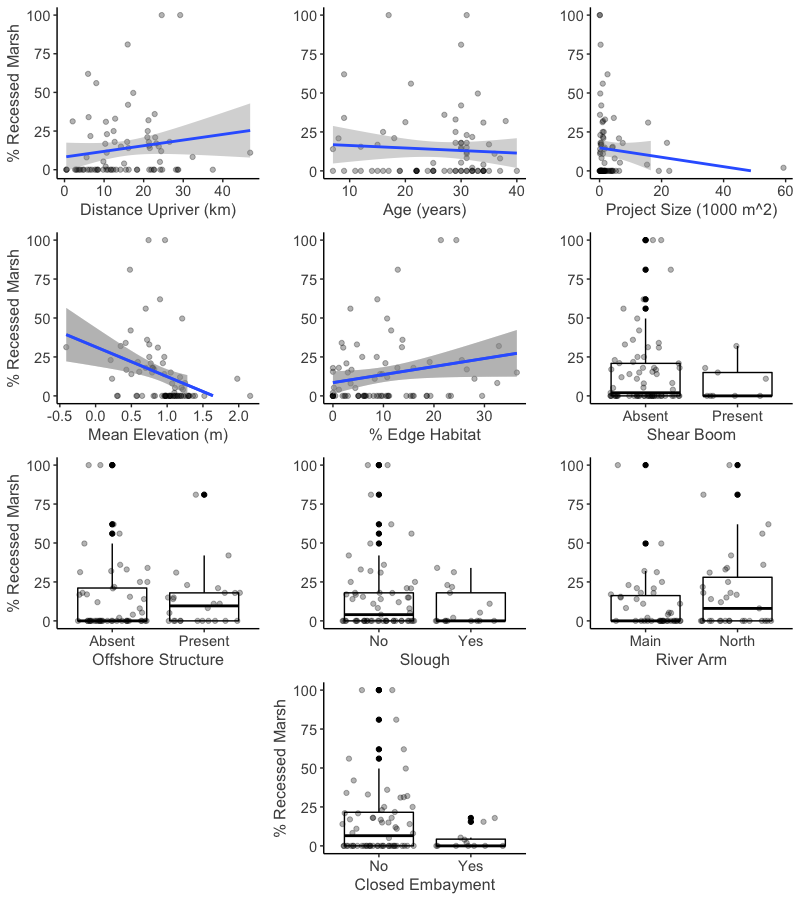 % Recessed Marsh
100
75
50
25
0
0 10 20 30 40
Distance Upriver (km)
100
75
50
25
0
10 20 30 40
Age (years)
100
75
50
25
0
0 20 40 60
Project Size (1000 m^2)
% Recessed Marsh
100
75
50
25
0
-0.5 0.0 0.5 1.0 1.5 2.0
Mean Elevation (m)
100
75
50
25
0
0 10 20 30
% Edge Habitat
100
75
50
25
0
Absent Present
Shear Boom
% Recessed Marsh
100
75
50
25
0
Absent Present
Offshore Structure
100
75
50
25
0
No Yes
Slough
100
75
50
25
0
Main North
River Arm
% Recessed Marsh
100
75
50
25
0
No Yes
Closed Embayment